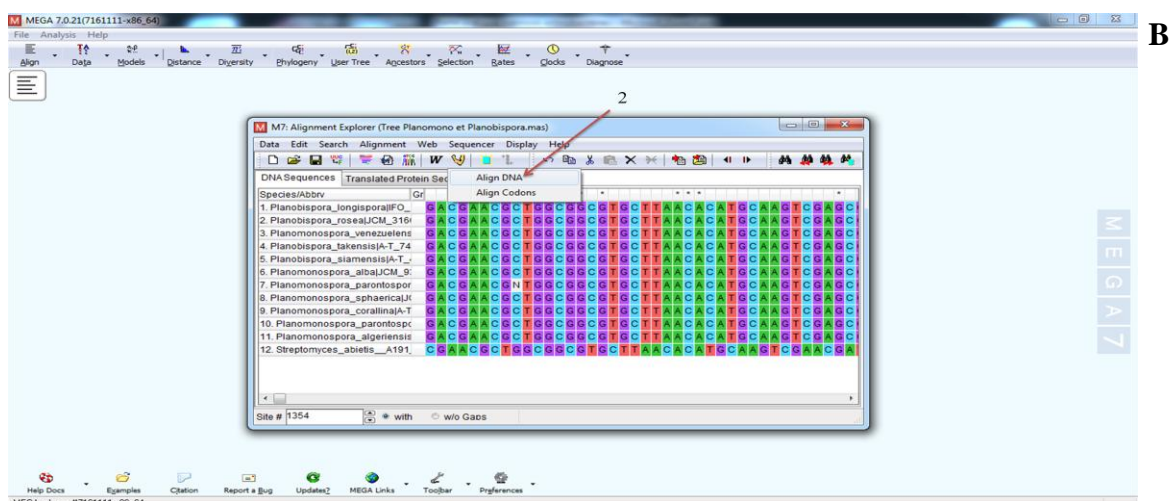 MEGA 7.0.21(7161111-x86_64)
B
File Analysis Help
Align Data Models Distance Diversity Phylogeny User Tree Ancestors Selection Rates Clocks Diagnose
2
M7: Alignment Explorer (Tree Planomono et Planobispora.mas)
Data Edit Search Alignment Web Sequencer Display Help
W
DNA Sequences Translated Protein Sec
Align DNA
Align Codons
Species/Abbrv Gr
1. Planobispora_longispora|IFO_ G A C G A A C G C T G G C G G C G T G C T T A A C A C A T G C A A G T C G A G C
2. Planobispora_rosea|JCM_316 G A C G A A C G C T G G C G G C G T G C T T A A C A C A T G C A A G T C G A G C
3. Planomonospora_venezuelens G A C G A A C G C T G G C G G C G T G C T T A A C A C A T G C A A G T C G A G C
4. Planobispora_takensis|A-T_74 G A C G A A C G C T G G C G G C G T G C T T A A C A C A T G C A A G T C G A G C
5. Planobispora_siamensis|A-T_ G A C G A A C G C T G G C G G C G T G C T T A A C A C A T G C A A G T C G A G C
6. Planomonospora_alba|JCM_9 G A C G A A C G C T G G C G G C G T G C T T A A C A C A T G C A A G T C G A G C
7. Planomonospora_parontospor G A C G A A C G N T G G C G G C G T G C T T A A C A C A T G C A A G T C G A G C
8. Planomonospora_sphaerica|J G A C G A A C G C T G G C G G C G T G C T T A A C A C A T G C A A G T C G A G C
9. Planomonospora_corallina|A-T G A C G A A C G C T G G C G G C G T G C T T A A C A C A T G C A A G T C G A G C
10. Planomonospora_parontospo G A C G A A C G C T G G C G G C G T G C T T A A C A C A T G C A A G T C G A G C
11. Planomonospora_algeriensis G A C G A A C G C T G G C G G C G T G C T T A A C A C A T G C A A G T C G A G C
12. Streptomyces_abietis__A191_ C G A A C G C T G G C G G C G T G C T T A A C A C A T G C A A G T C G A A C G A
Site # 1354 with w/o Gaps
MEGA7
Help Docs Examples Citation Report a Bug Updates? MEGA Links Toolbar Preferences